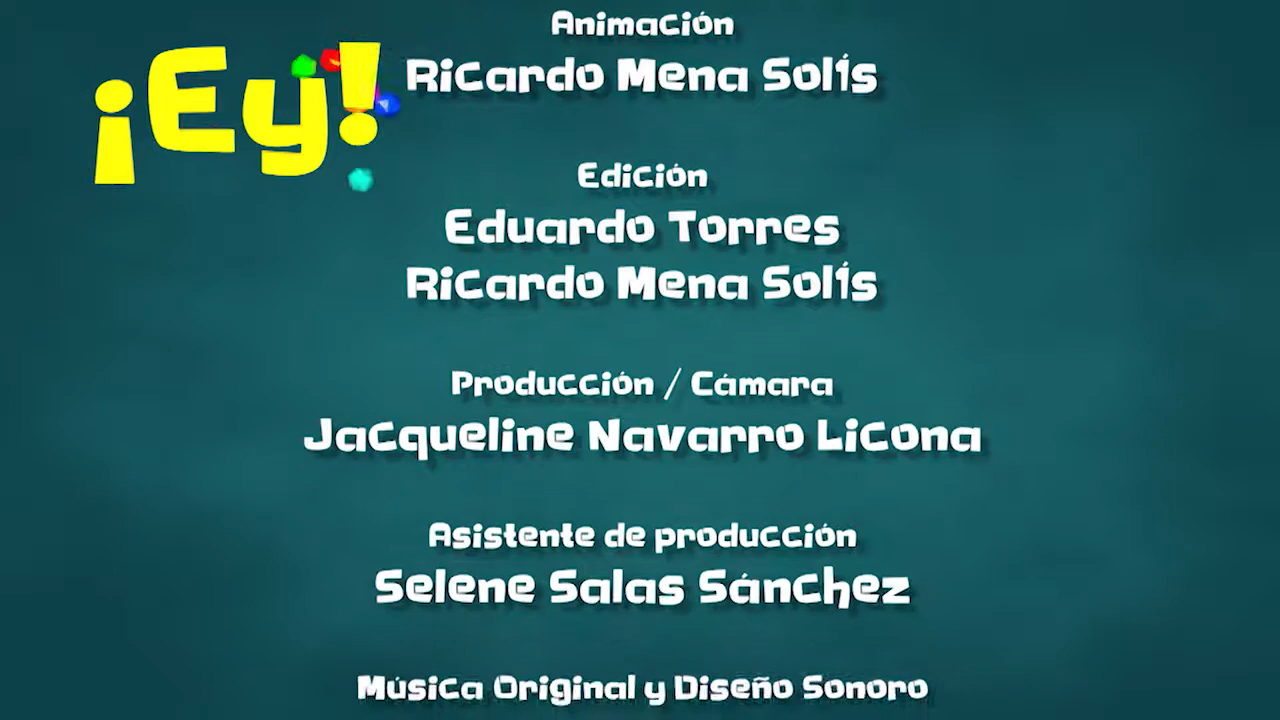 ¡Ey!
Animación
Ricardo Mena Solís
Edición
Eduardo Torres
Ricardo Mena Solís
Producción / Cámara
Jacqueline Navarro Licona
Asistente de producción
Selene Salas Sánchez
Música Original y Diseño Sonoro